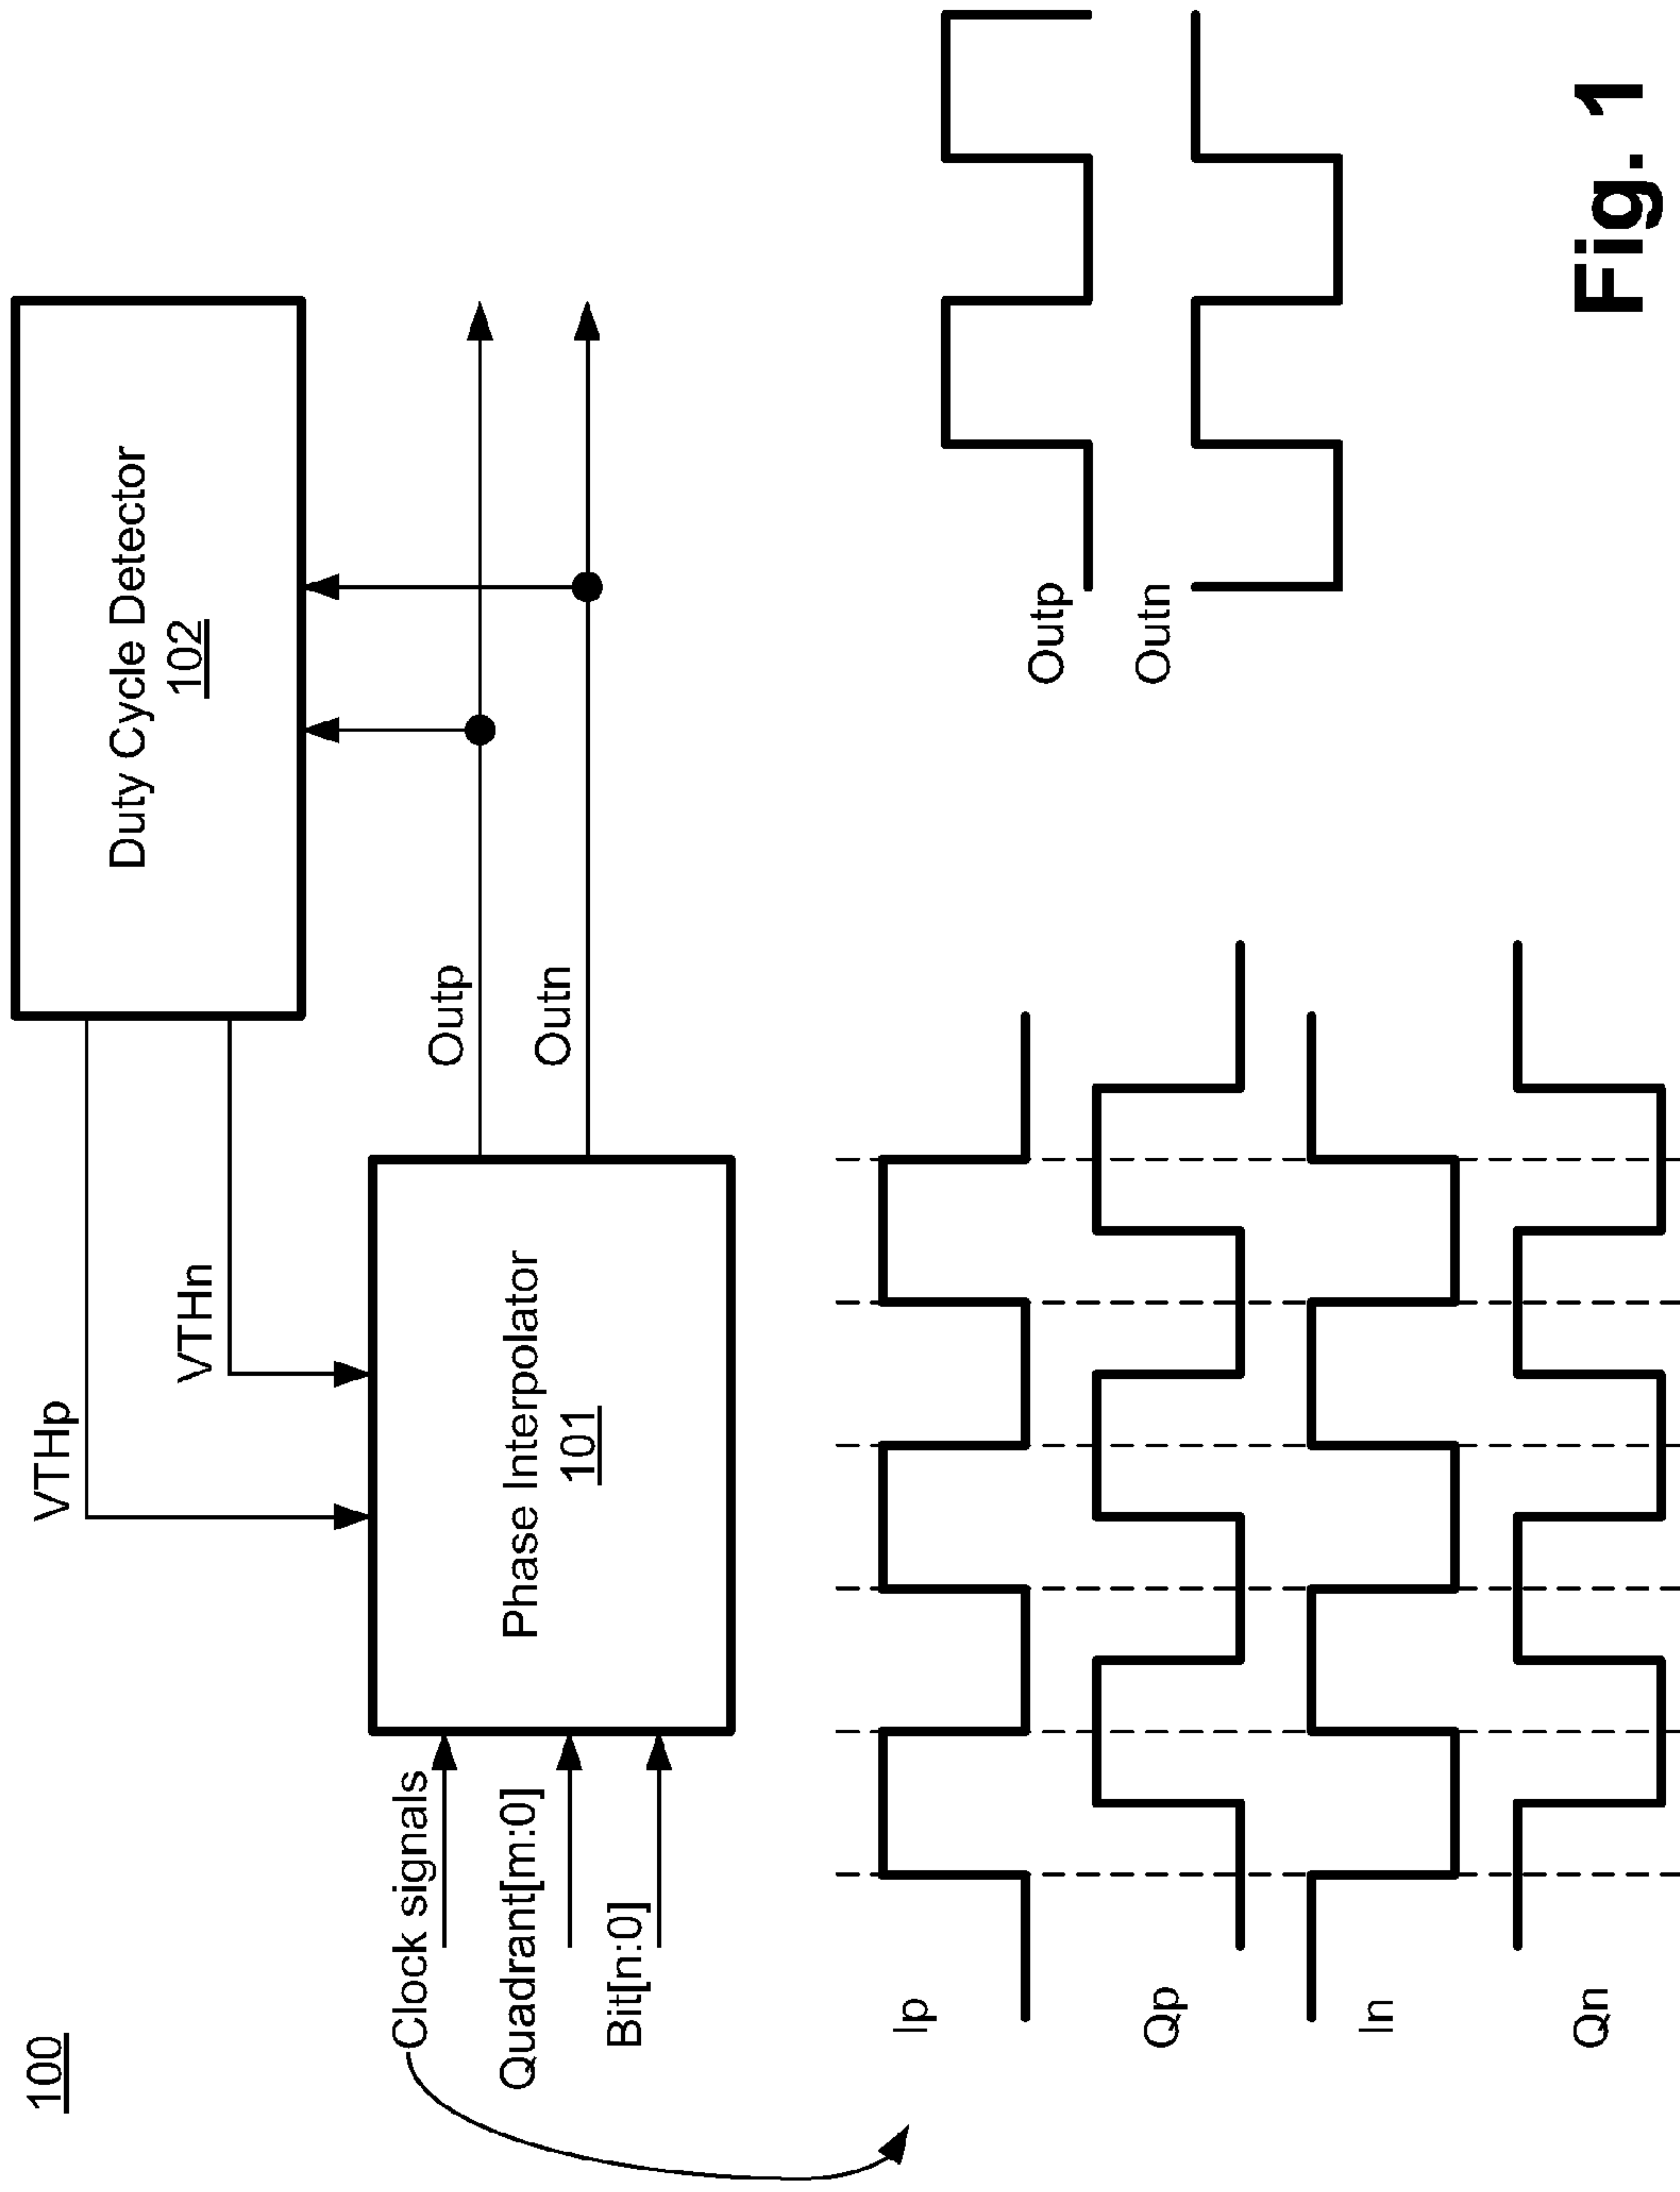 100
VTHp
VTHn
Duty Cycle Detector
102
Clock signals
Quadrant[m:0]
Bit[n:0]
Phase Interpolator
101
Outp
Outn
Ip
Qp
In
Qn
Outp
Outn
Fig. 1